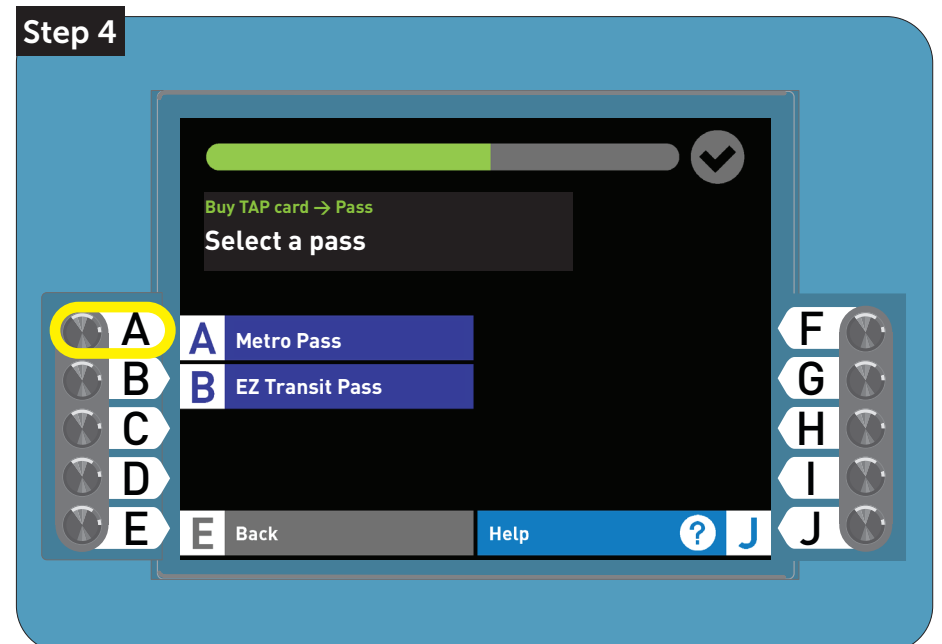 Step 4
Buy TAP card → Pass
Select a pass
A
B
C
D
E
A Metro Pass
B EZ Transit Pass
E Back
Help ? J
F
G
H
I
J